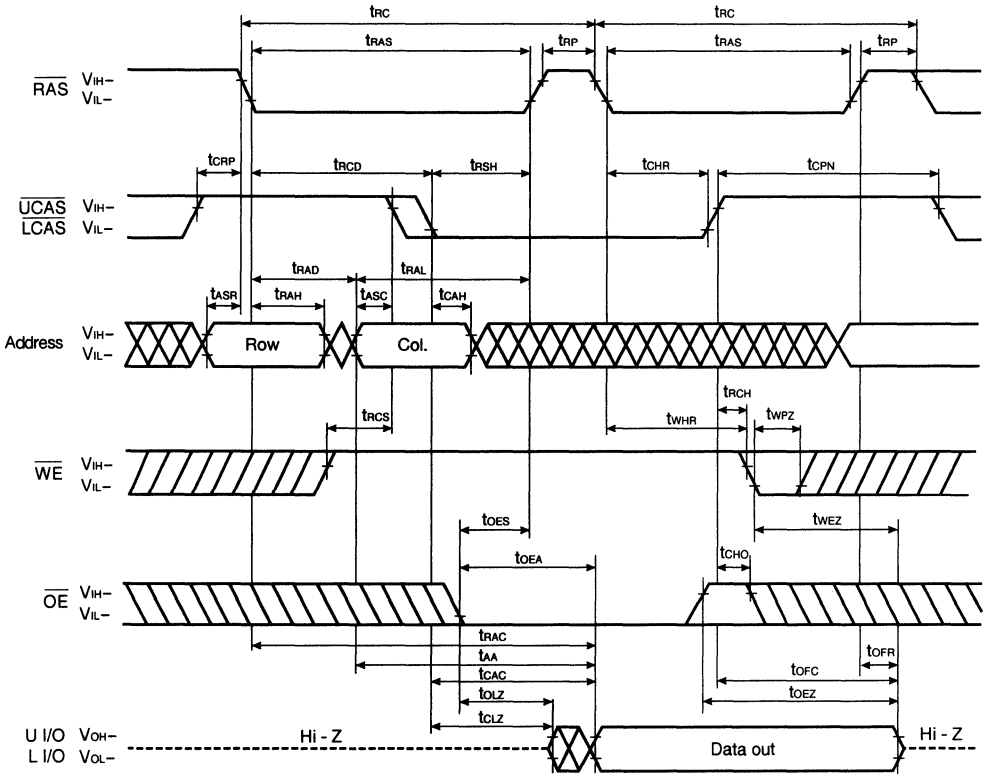 tRC tRC
tRAS tRP tRAS tRP
RAS VIH–
VIL–
tCRP tRCD tRSH tCHR tCPN
UCAS VIH–
LCAS VIL–
tRAD tRAL
tASR tRAH tASC tCAH
Address VIH–
VIL–
Row Col.
tRCH
tRCS tWHR tWPZ
WE VIH–
VIL–
tOES tWEZ
tOEA tCHO
OE VIH–
VIL–
tRAC
tAA tOFR
tCAC tOFC
tOLZ tOEZ
tCLZ
U I/O VOH– Hi - Z Hi - Z
L I/O VOL– Data out